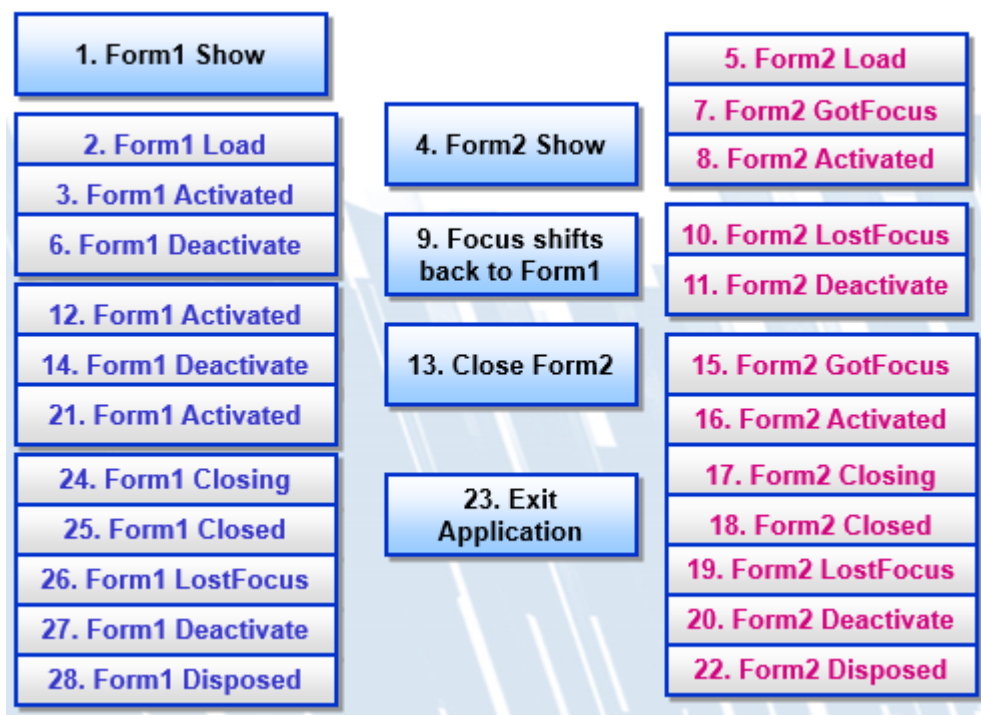 1. Form1 Show
2. Form1 Load
3. Form1 Activated
6. Form1 Deactivate
12. Form1 Activated
14. Form1 Deactivate
21. Form1 Activated
24. Form1 Closing
25. Form1 Closed
26. Form1 LostFocus
27. Form1 Deactivate
28. Form1 Disposed
4. Form2 Show
9. Focus shifts
back to Form1
13. Close Form2
23. Exit
Application
5. Form2 Load
7. Form2 GotFocus
8. Form2 Activated
10. Form2 LostFocus
11. Form2 Deactivate
15. Form2 GotFocus
16. Form2 Activated
17. Form2 Closing
18. Form2 Closed
19. Form2 LostFocus
20. Form2 Deactivate
22. Form2 Disposed